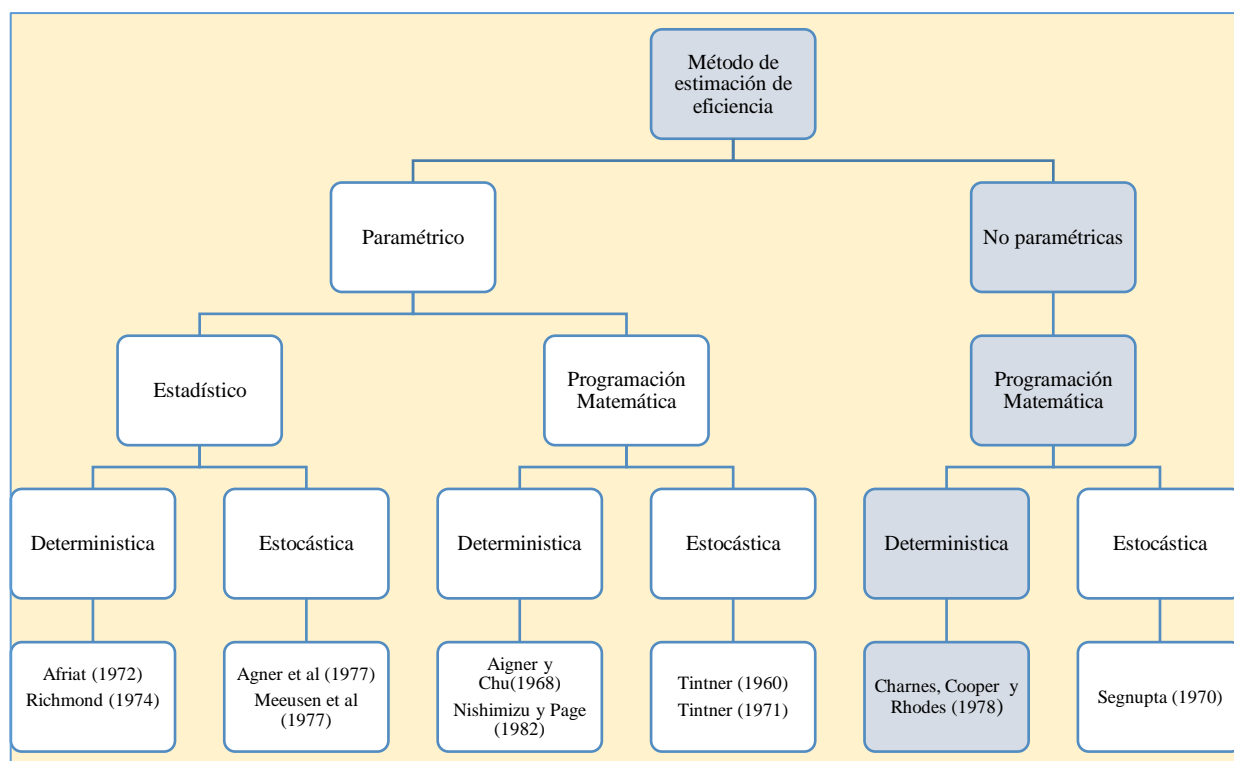 Método de
estimación de
eficiencia
Paramétrico
No paramétricas
Estadístico
Programación
Matemática
Programación
Matemática
Deterministica
Estocástica
Deterministica
Estocástica
Deterministica
Estocástica
Afriat (1972)
Richmond (1974)
Agner et al (1977)
Meeusen et al
(1977)
Aigner y
Chu(1968)
Nishimizu y Page
(1982)
Tintner (1960)
Tintner (1971)
Charnes, Cooper y
Rhodes (1978)
Segnupta (1970)